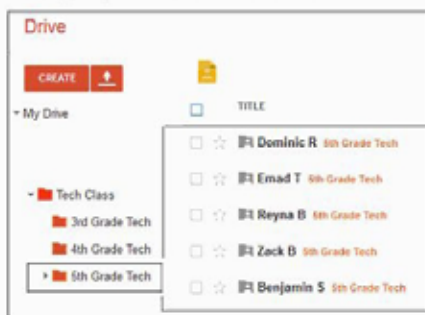 Drive
CREATE
My Drive
Tech Class
3rd Grade Tech
4th Grade Tech
5th Grade Tech
TITLE
Dominic R 5th Grade Tech
Emad T 5th Grade Tech
Reyna B 5th Grade Tech
Zack B 5th Grade Tech
Benjamin S 5th Grade Tech